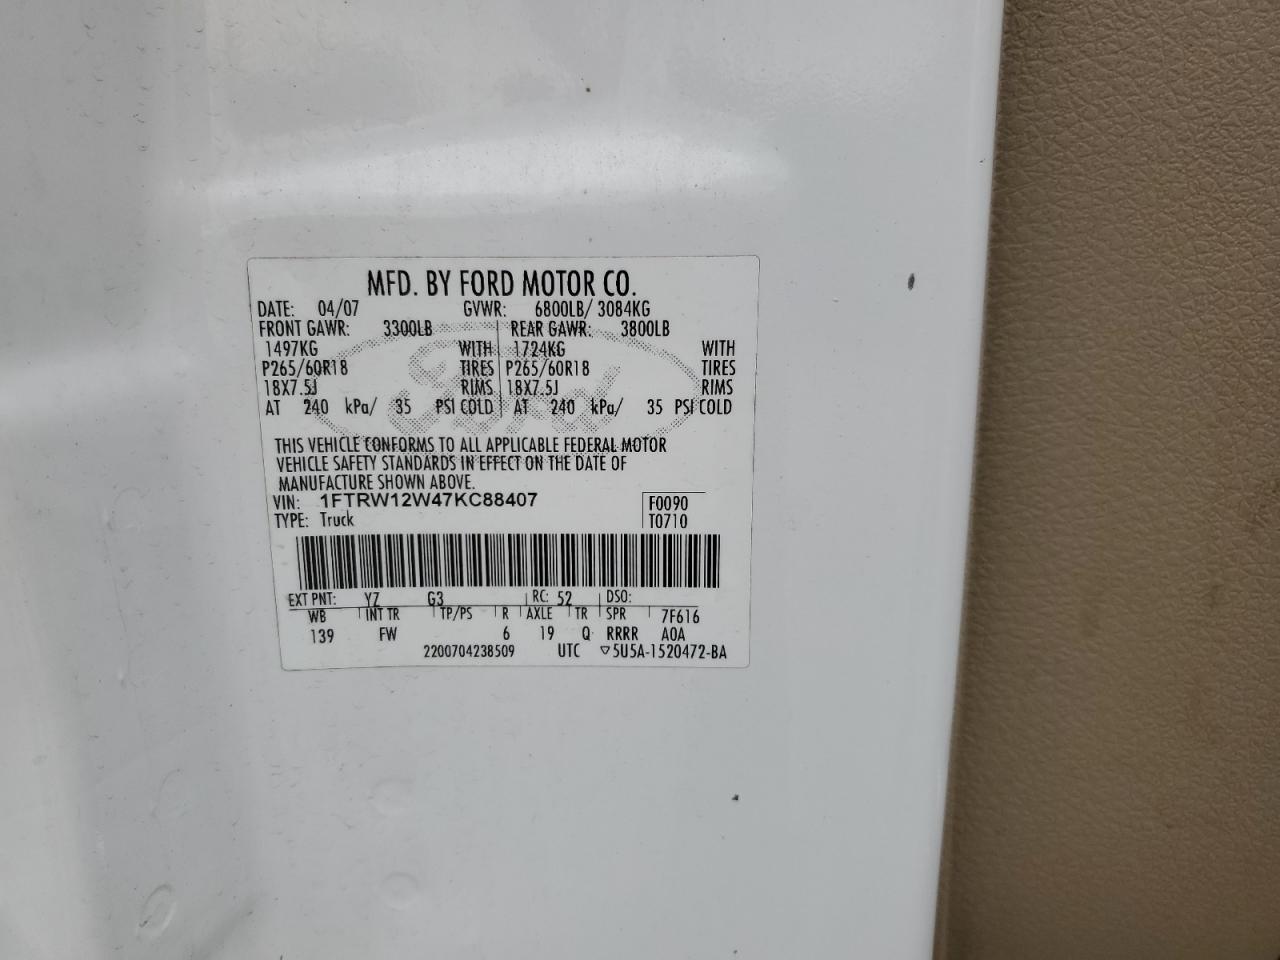 MFD. BY FORD MOTOR CO.
DATE: 04/07 GVWR: 6800LB/ 3084KG
FRONT GAWR: 3300LB REAR GAWR: 3800LB
1497KG WITH 1724KG WITH
P265/60R18 TIRES P265/60R18 TIRES
18X7.5J RIMS 18X7.5J RIMS
AT 240 kPa/ 35 PSI COLD AT 240 kPa/ 35 PSI COLD
Ford
THIS VEHICLE CONFORMS TO ALL APPLICABLE FEDERAL MOTOR
VEHICLE SAFETY STANDARDS IN EFFECT ON THE DATE OF
MANUFACTURE SHOWN ABOVE.
VIN: 1FTRW12W47KC88407 F0090
TYPE: Truck T0710
EXT PNT: YZ G3 RC: 52 DSO:
WB INT TR TP/PS R AXLE TR SPR 7F616
139 FW 6 19 Q RRRR A0A
2200704238509 UTC ▽5U5A-1520472-BA